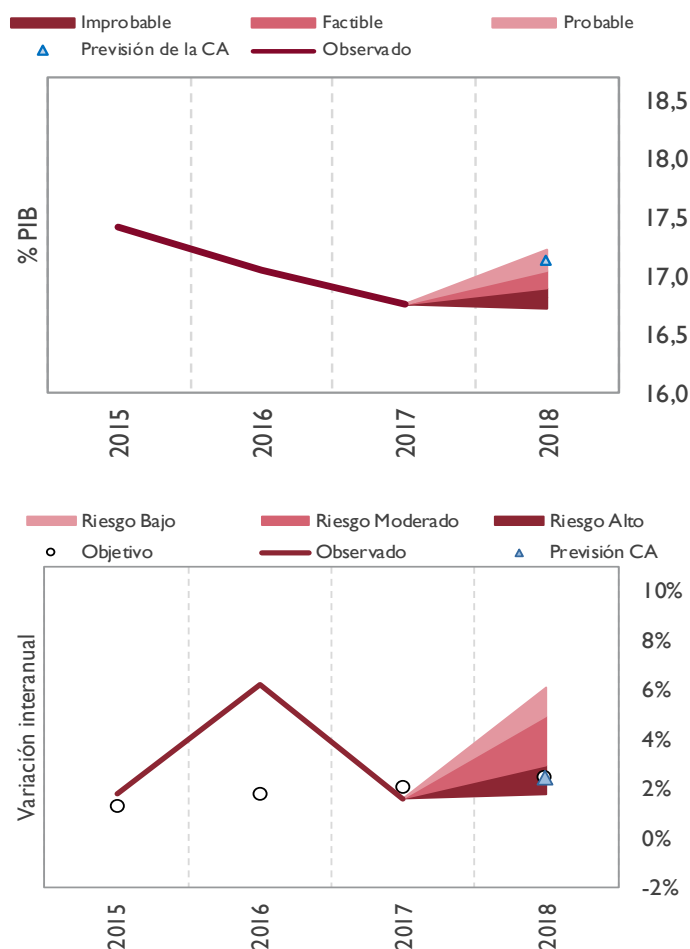 Improbable Factible Probable
Previsión de la CA Observado
18,5
18,0
17,5
17,0
16,5
16,0
% PIB
2015 2016 2017 2018
Riesgo Bajo Riesgo Moderado Riesgo Alto
Objetivo Observado Previsión CA
10%
8%
6%
4%
2%
0%
-2%
Variación interanual
2015 2016 2017 2018